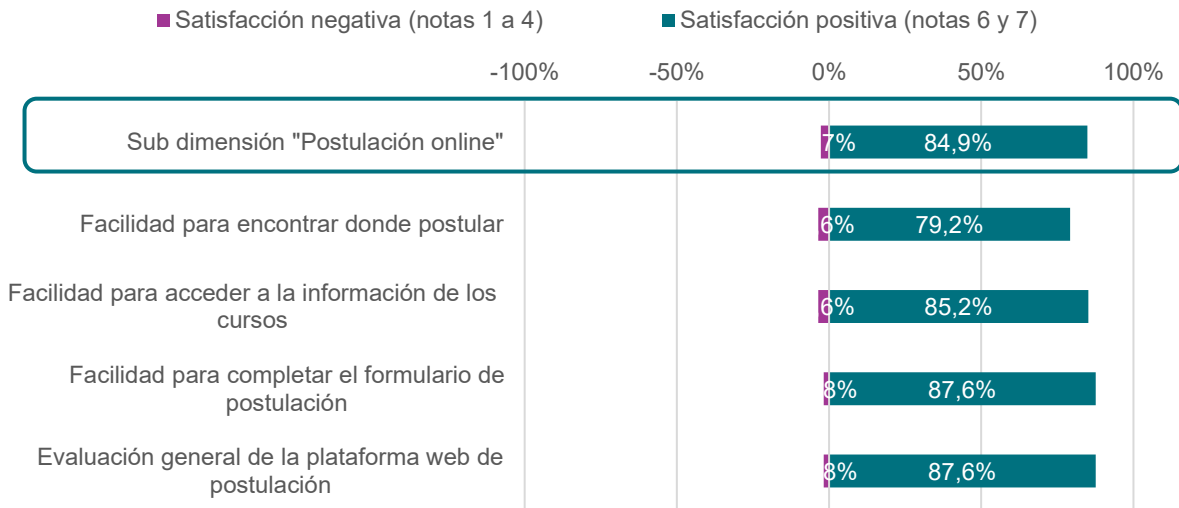 Satisfacción negativa (notas 1 a 4) Satisfacción positiva (notas 6 y 7)
-100% -50% 0% 50% 100%
Sub dimensión "Postulación online" 7% 84,9%
Facilidad para encontrar donde postular 6% 79,2%
Facilidad para acceder a la información de los
cursos
6% 85,2%
Facilidad para completar el formulario de
postulación
8% 87,6%
Evaluación general de la plataforma web de
postulación
8% 87,6%